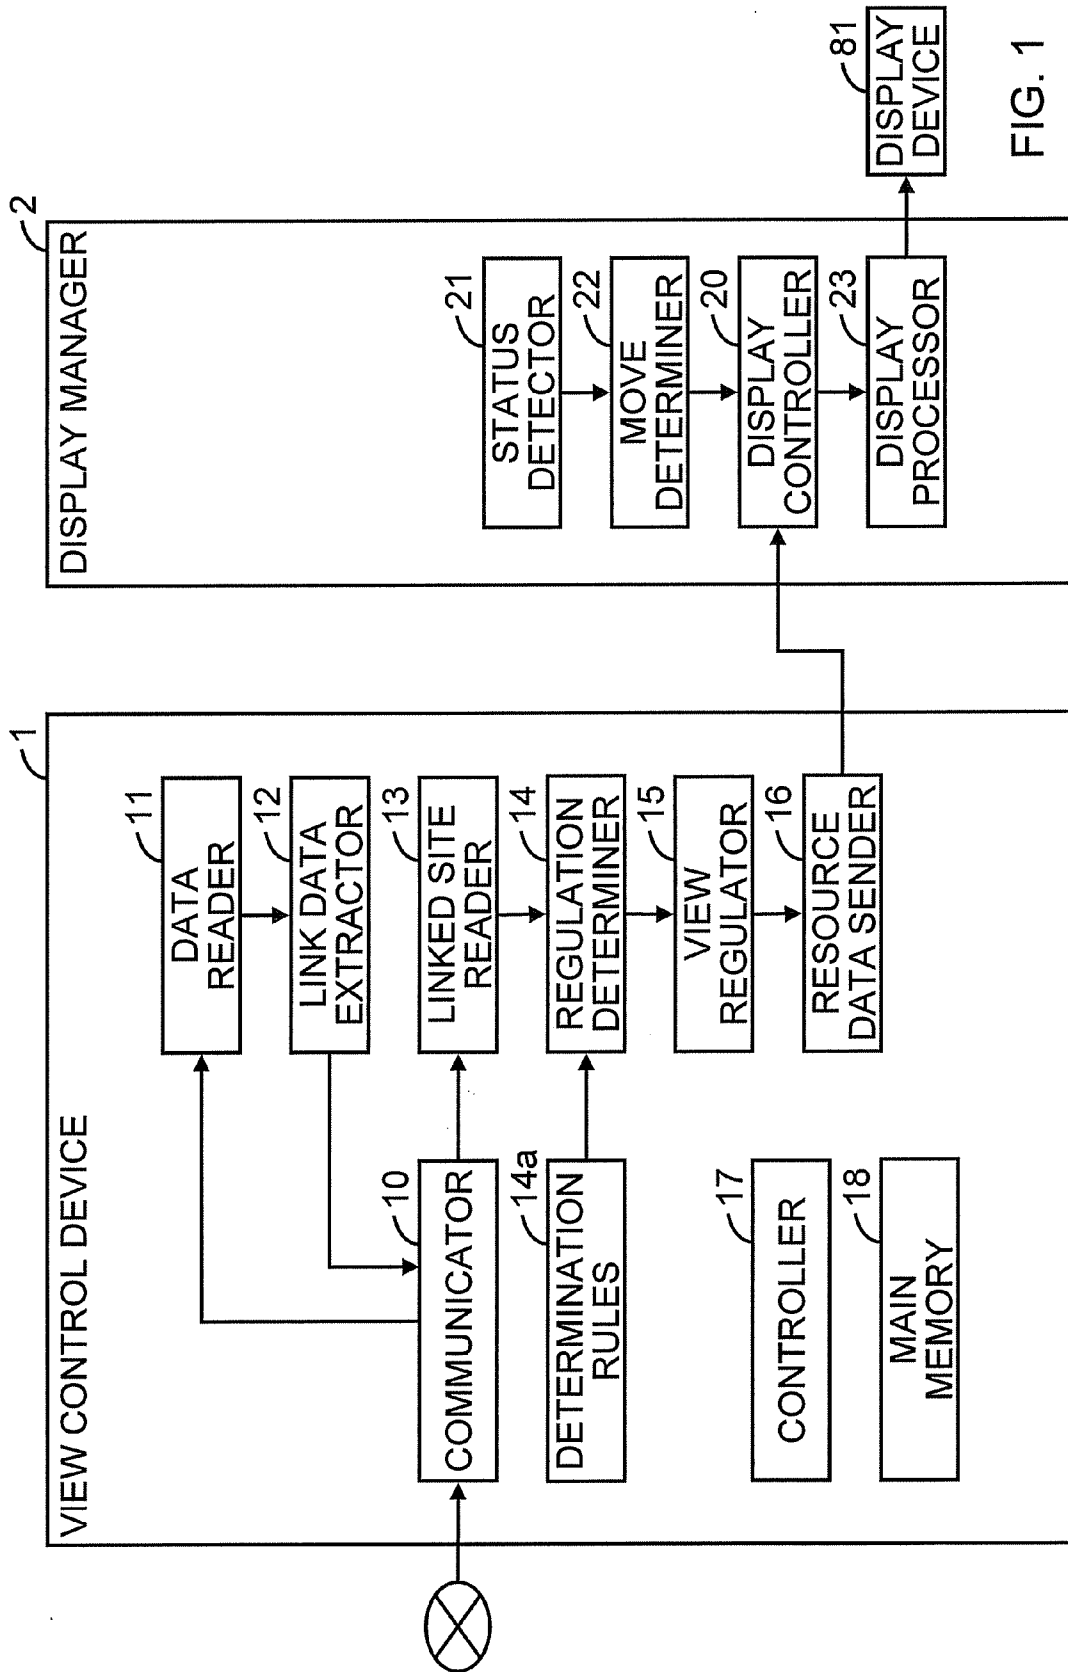 VIEW CONTROL DEVICE
1
11
DATA
READER
12
LINK DATA
EXTRACTOR
10
COMMUNICATOR
13
LINKED SITE
READER
14a
DETERMINATION
RULES
14
REGULATION
DETERMINER
15
VIEW
REGULATOR
17
CONTROLLER
16
RESOURCE
DATA SENDER
18
MAIN
MEMORY
DISPLAY MANAGER
2
21
STATUS
DETECTOR
22
MOVE
DETERMINER
20
DISPLAY
CONTROLLER
23
DISPLAY
PROCESSOR
81
DISPLAY
DEVICE
FIG. 1